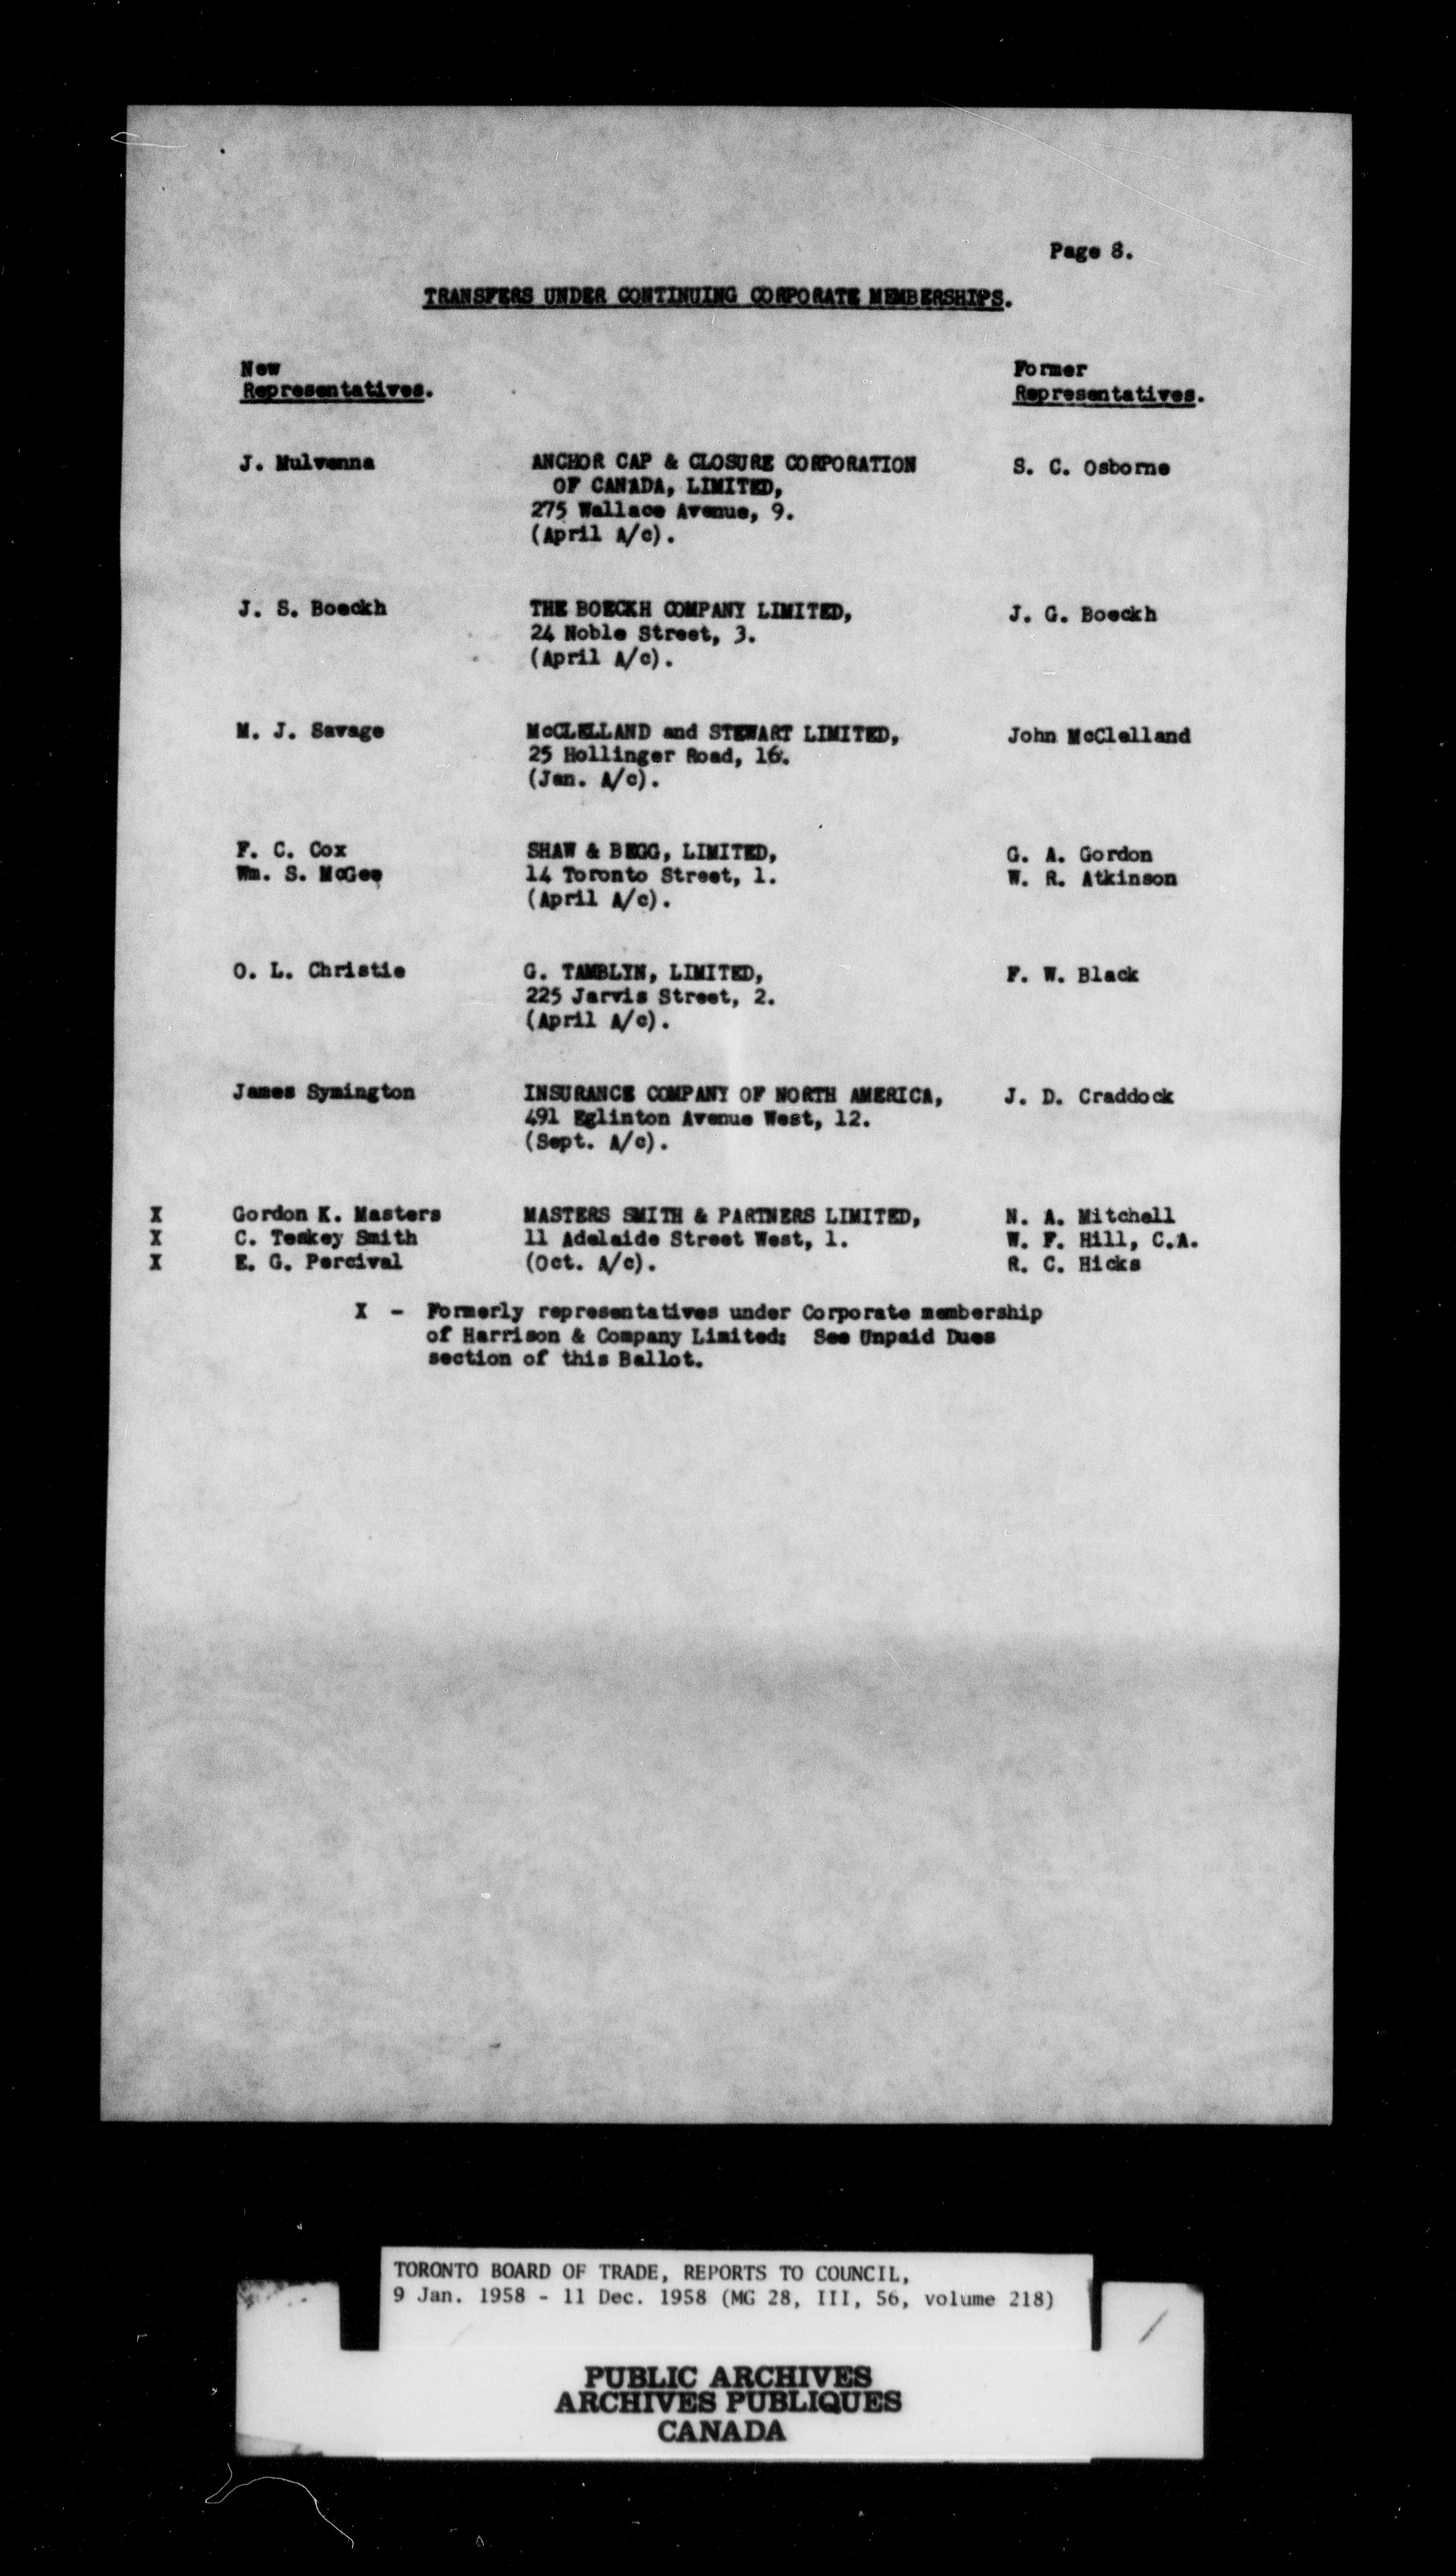 Page 8.
TRANSFERS UNDER CONTINUING CORPORATE MEMBERSHIPS.
New Former
Representatives. Representatives.
J. Mulvenna ANCHOR CAP & CLOSURE CORPORATION S. C. Osborne
OF CANADA, LIMITED,
275 Wallace Avenue, 9.
(April A/c).
J. S. Boeckh THE BOECKH COMPANY LIMITED, J. G. Boeckh
24 Noble Street, 3.
(April A/c).
M. J. Savage McCLELLAND and STEWART LIMITED, John McClelland
25 Hollinger Road, 16.
(Jan. A/c).
F. C. Cox SHAW & BEGG, LIMITED, G. A. Gordon
Wm. S. McGee 14 Toronto Street, 1. W. R. Atkinson
(April A/c).
O. L. Christie G. TAMBLYN, LIMITED, F. W. Black
225 Jarvis Street, 2.
(April A/c).
James Symington INSURANCE COMPANY OF NORTH AMERICA, J. D. Craddock
491 Eglinton Avenue West, 12.
(Sept. A/c).
X Gordon K. Masters MASTERS SMITH & PARTNERS LIMITED, N. A. Mitchell
X C. Teskey Smith 11 Adelaide Street West, 1. W. F. Hill, C.A.
X E. G. Percival (Oct. A/c). R. C. Hicks
X - Formerly representatives under Corporate membership
of Harrison & Company Limited: See Unpaid Dues
section of this Ballot.
TORONTO BOARD OF TRADE, REPORTS TO COUNCIL,
9 Jan. 1958 - 11 Dec. 1958 (MG 28, III, 56, volume 218)
PUBLIC ARCHIVES
ARCHIVES PUBLIQUES
CANADA